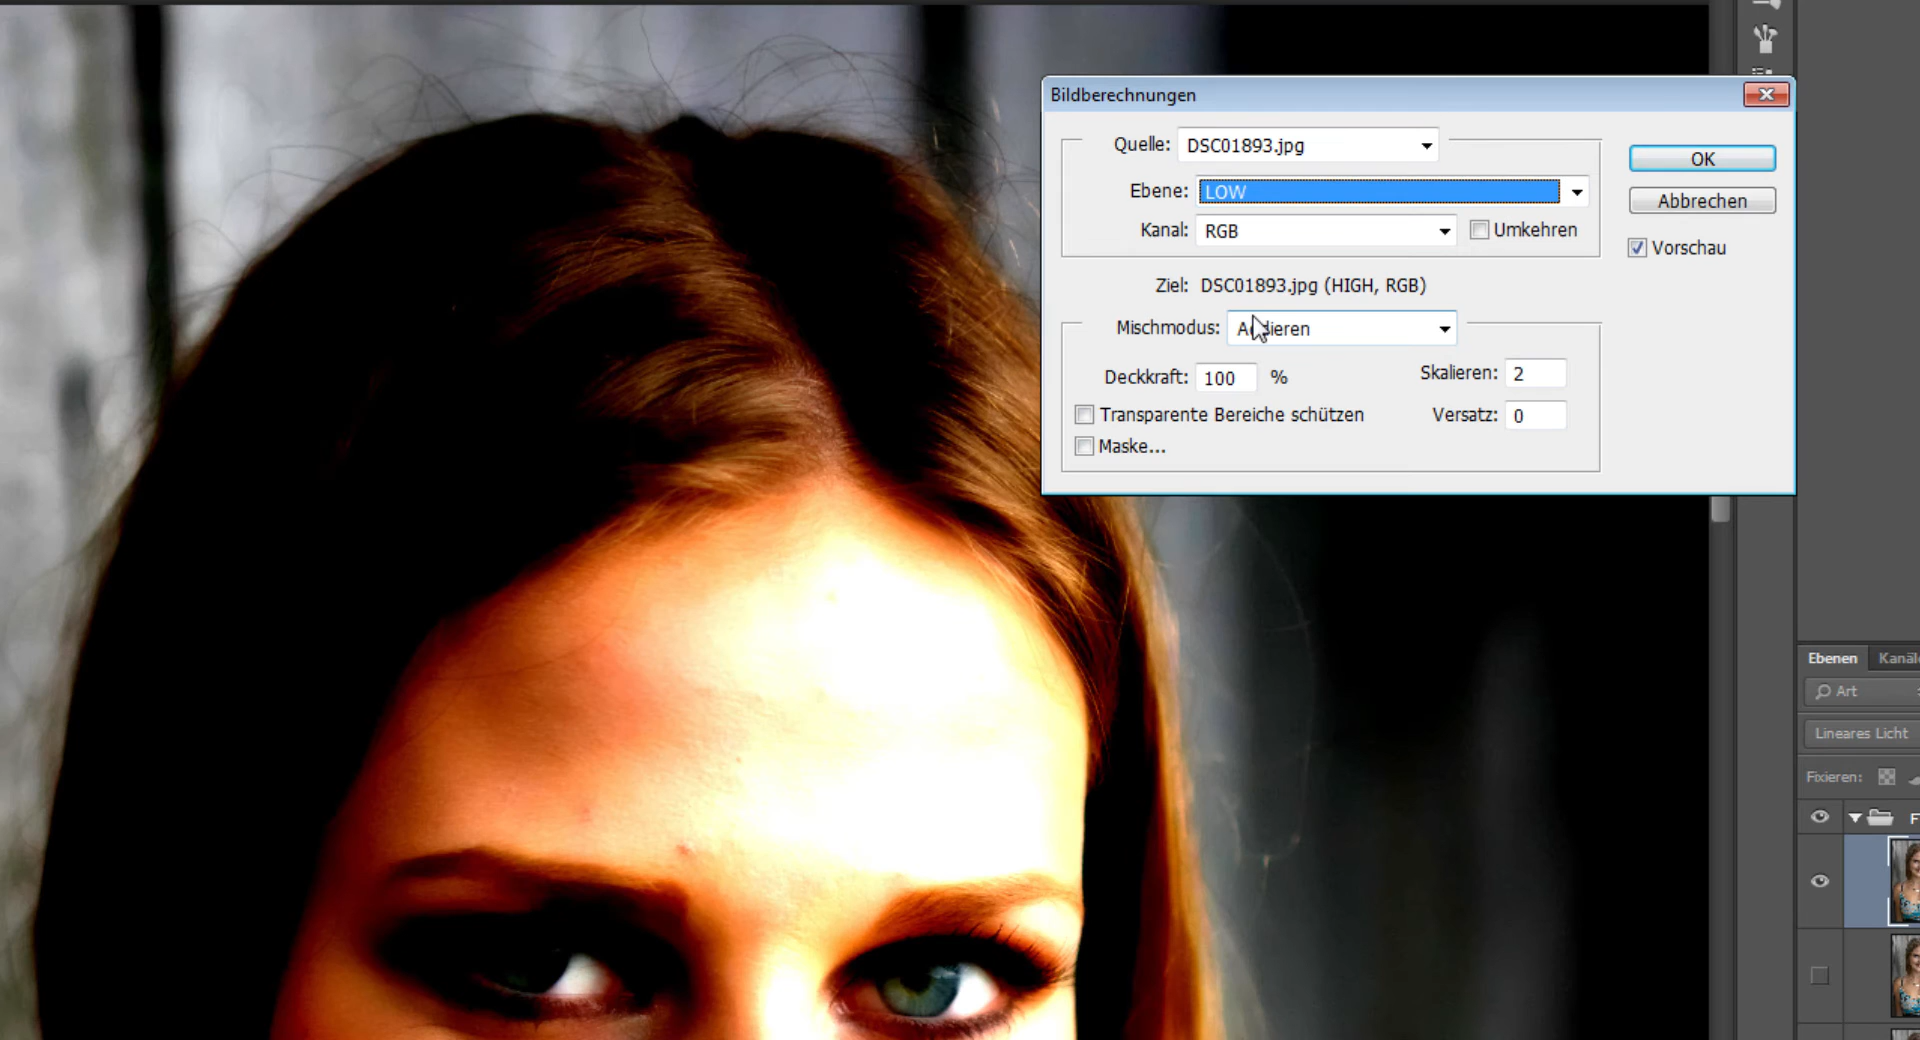 Bildberechnungen
Quelle: DSC01893.jpg
Ebene: LOW
Kanal: RGB
Umkehren
Ziel: DSC01893.jpg (HIGH, RGB)
Mischmodus: Addieren
Deckkraft: 100 %
Skalieren: 2
Transparente Bereiche schützen
Versatz: 0
Maske...
OK
Abbrechen
Vorschau
Ebenen
Art
Lineares Licht
Fixieren: